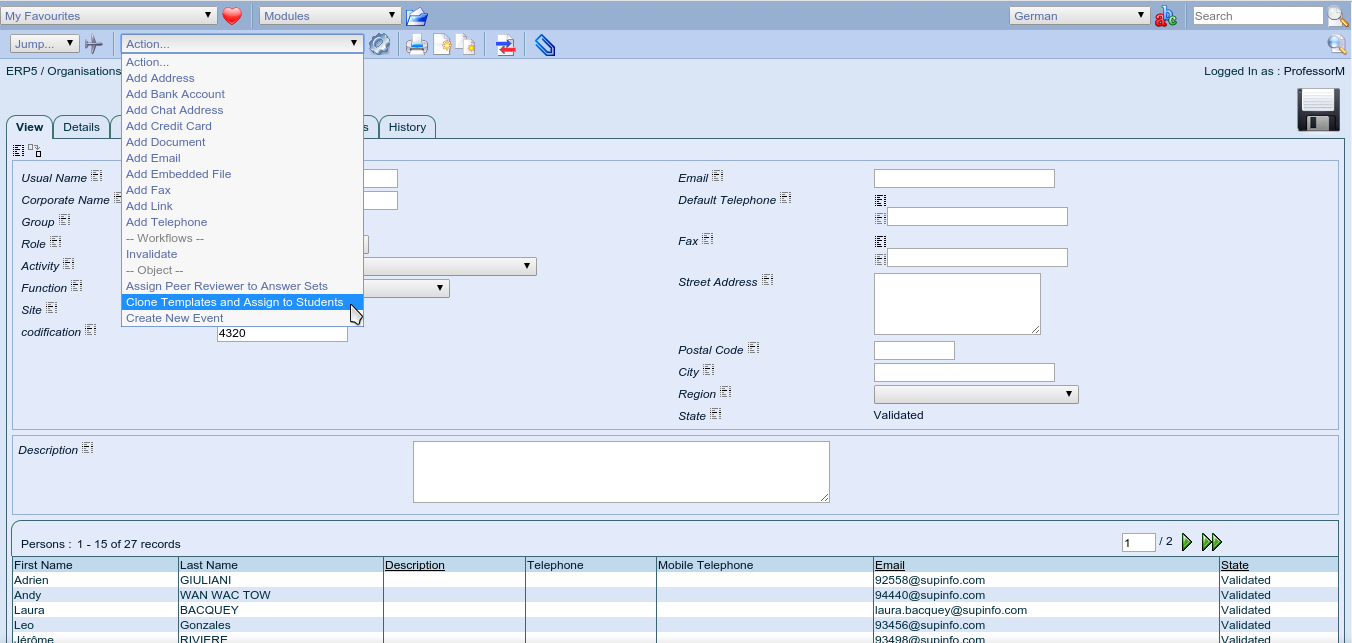 My Favourites Modules German Search
Jump... Action...
ERP5 / Organisations Logged In as : ProfessorM
Action...
Add Address
Add Bank Account
Add Chat Address
Add Credit Card
Add Document
Add Email
Add Embedded File
Add Fax
Add Link
Add Telephone
-- Workflows --
Invalidate
-- Object --
Assign Peer Reviewer to Answer Sets
Clone Templates and Assign to Students
Create New Event
View Details s History
Usual Name
Corporate Name
Group
Role
Activity
Function
Site
codification 4320
Email
Default Telephone
Fax
Street Address
Postal Code
City
Region
State Validated
Description
Persons : 1 - 15 of 27 records 1 / 2
First Name Last Name Description Telephone Mobile Telephone Email State
Adrien GIULIANI 92558@supinfo.com Validated
Andy WAN WAC TOW 94440@supinfo.com Validated
Laura BACQUEY laura.bacquey@supinfo.com Validated
Leo Gonzales 93456@supinfo.com Validated
Jérôme RIVIERE 93498@supinfo.com Validated